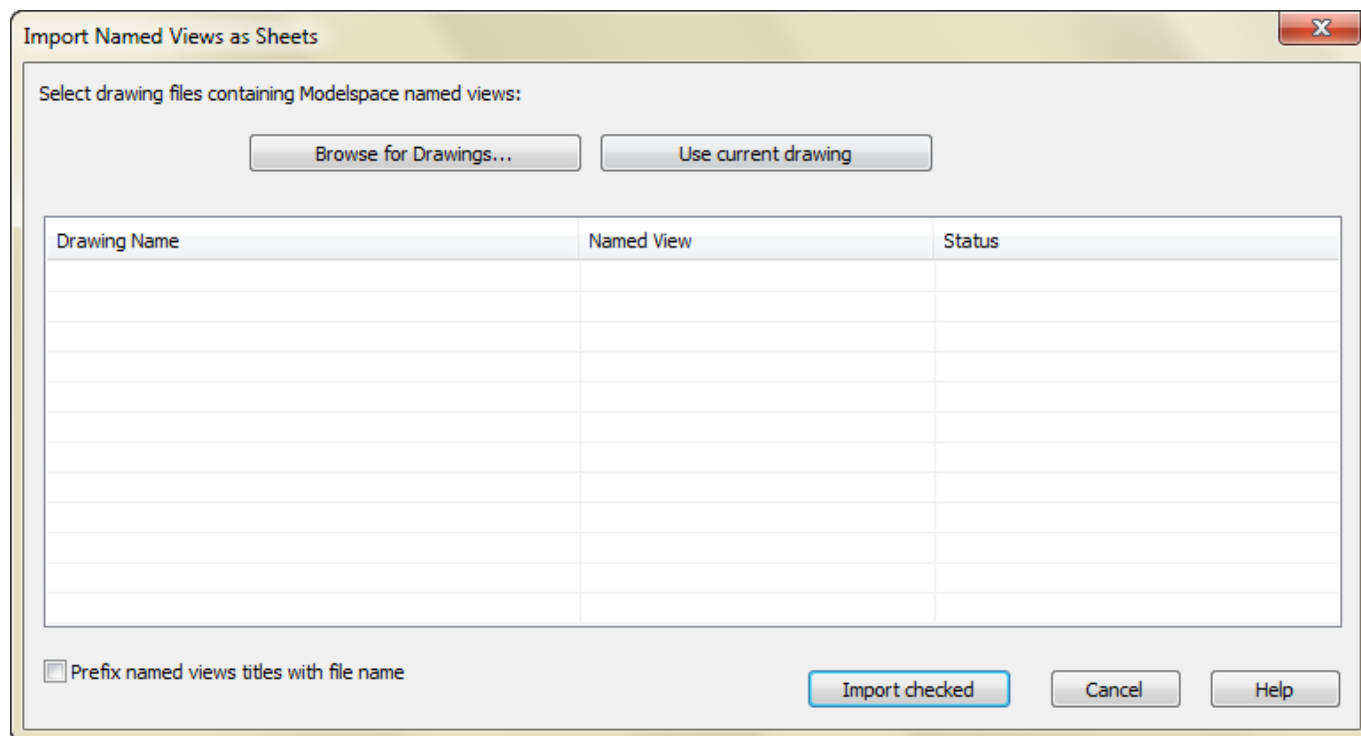 Import Named Views as Sheets
Select drawing files containing Modelspace named views:
Browse for Drawings... Use current drawing
Drawing Name Named View Status
Prefix named views titles with file name
Import checked Cancel Help